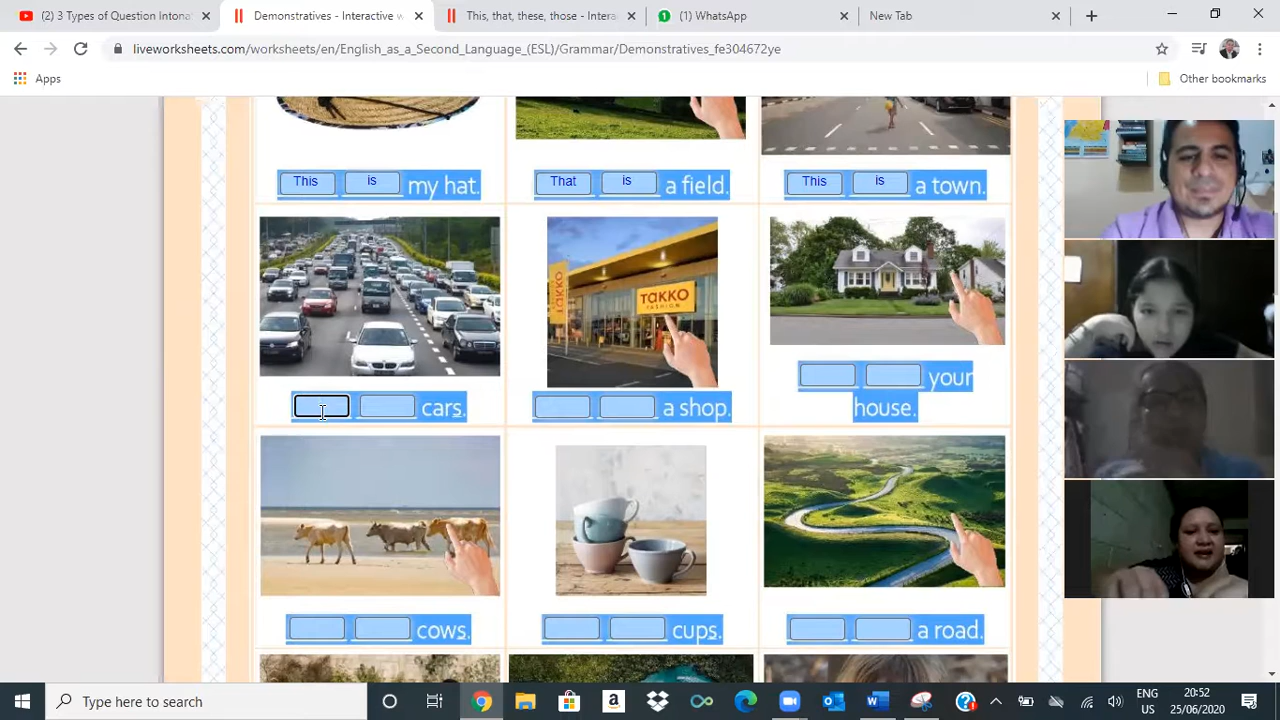 (2) 3 Types of Question Intona
Demonstratives - Interactive w
This, that, these, those - Intera
(1) WhatsApp
New Tab
liveworksheets.com/worksheets/en/English_as_a_Second_Language_(ESL)/Grammar/Demonstratives_fe304672ye
Apps
Other bookmarks
This is my hat.
That is a field.
This is a town.
TAKKO
TAKKO
FASHION
cars.
a shop.
your
house.
cows.
cups.
a road.
Type here to search
ENG
US
20:52
25/06/2020